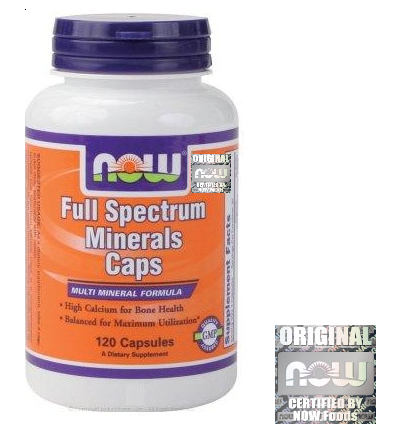 NOW
ORIGINAL
NOW
Full Spectrum
Minerals
Caps
MULTI MINERAL FORMULA
• High Calcium for Bone Health
• Balanced for Maximum Utilization*
120 Capsules
A Dietary Supplement
GMP
Supplement Facts
ORIGINAL
NOW
CERTIFIED BY
NOW Foods